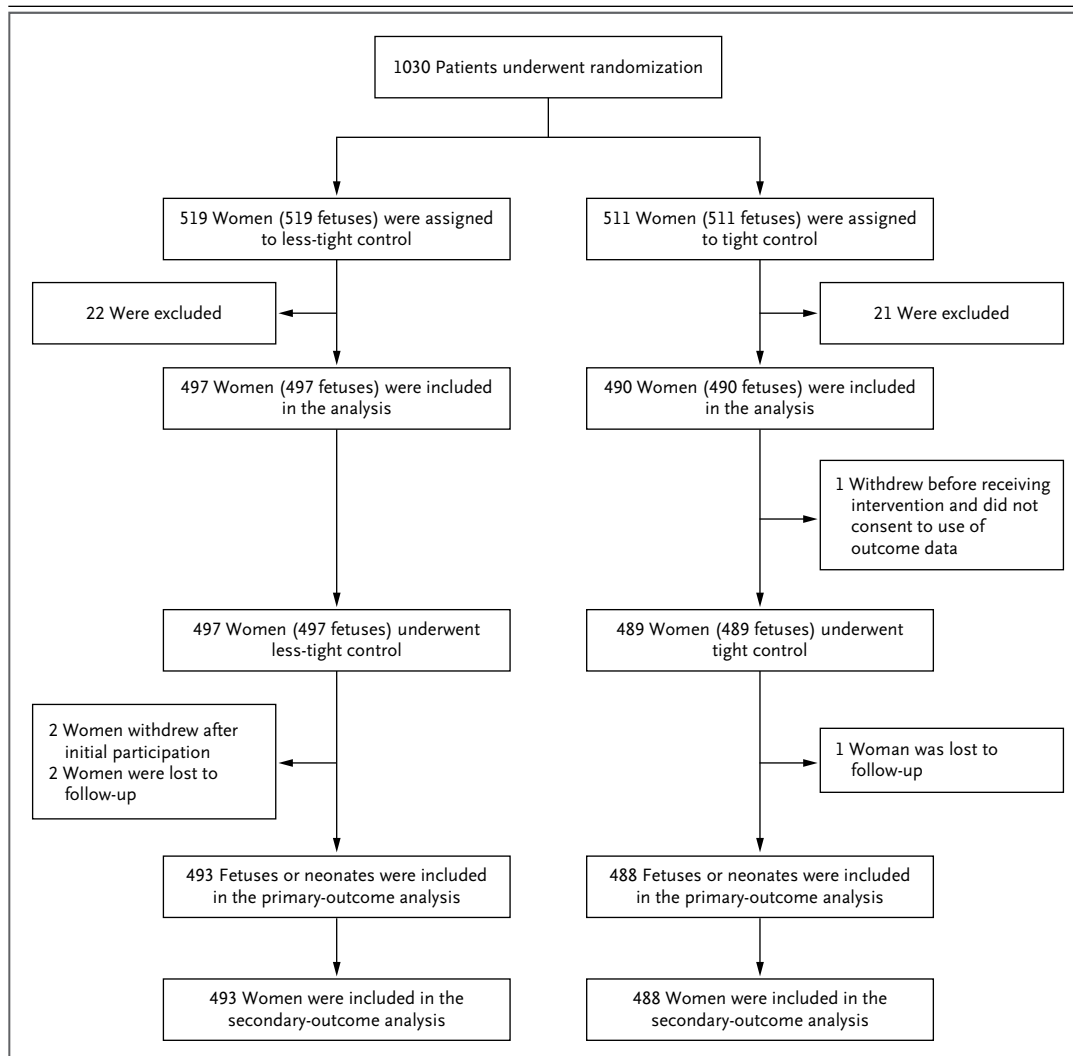 1030 Patients underwent randomization
519 Women (519 fetuses) were assigned
to less-tight control
511 Women (511 fetuses) were assigned
to tight control
22 Were excluded
21 Were excluded
497 Women (497 fetuses) were included
in the analysis
490 Women (490 fetuses) were included
in the analysis
1 Withdrew before receiving
intervention and did not
consent to use of
outcome data
497 Women (497 fetuses) underwent
less-tight control
489 Women (489 fetuses) underwent
tight control
2 Women withdrew after
initial participation
2 Women were lost to
follow-up
1 Woman was lost to
follow-up
493 Fetuses or neonates were included
in the primary-outcome analysis
488 Fetuses or neonates were included
in the primary-outcome analysis
493 Women were included in the
secondary-outcome analysis
488 Women were included in the
secondary-outcome analysis